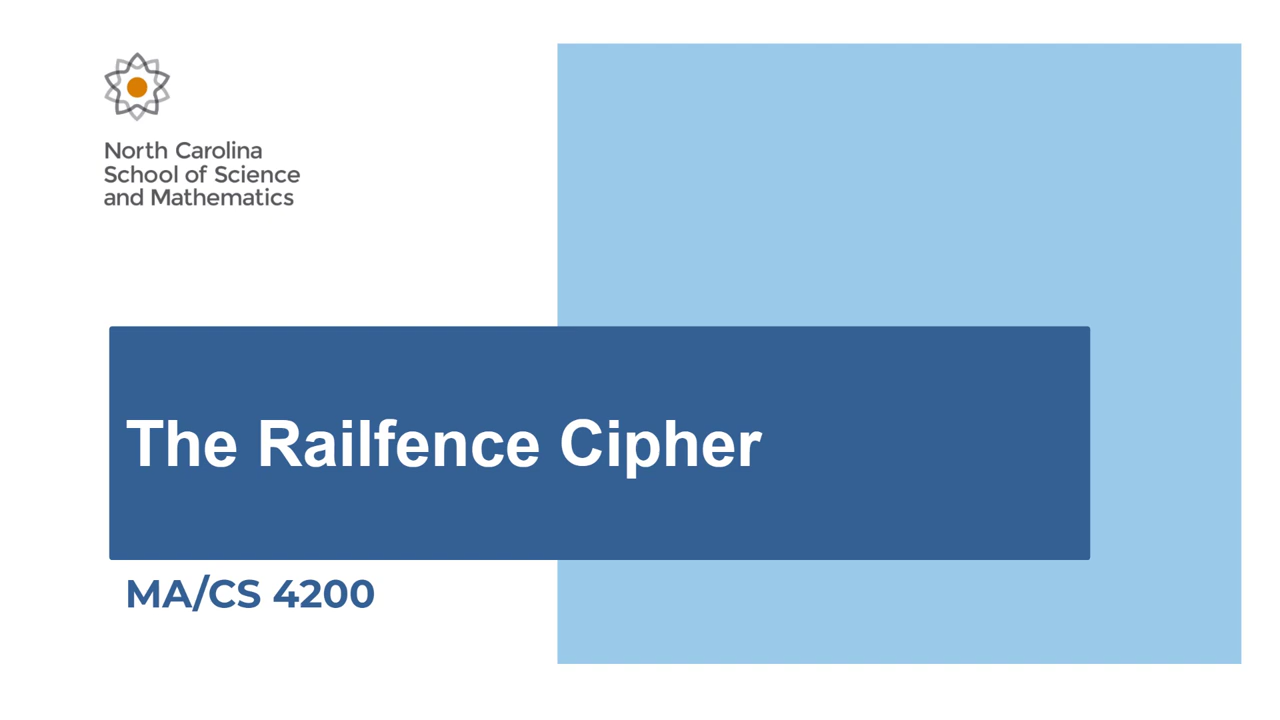 North Carolina
School of Science
and Mathematics
The Railfence Cipher
MA/CS 4200